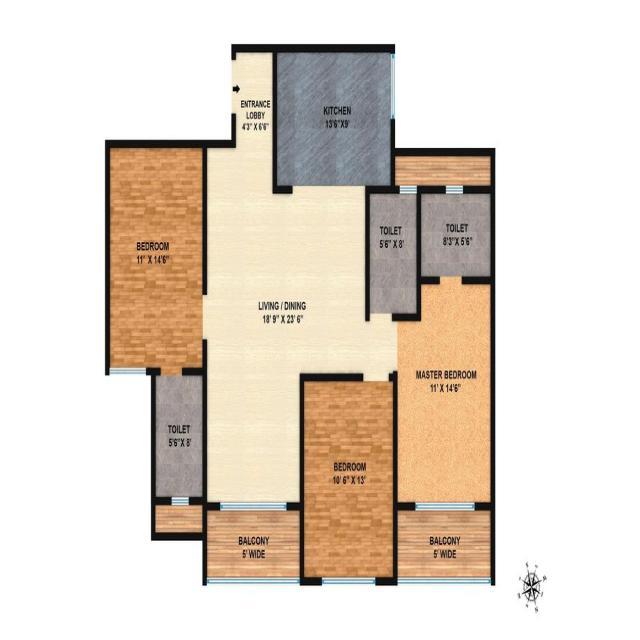 ENTRANCE
LOBBY
4'3" X 6'6"
KITCHEN
13'6"X9'
BEDROOM
11' X 14'6"
TOILET
5'6" X 8'
TOILET
8'3"X 5'6"
LIVING / DINING
18' 9" X 23' 6"
MASTER BEDROOM
11' X 14'6"
TOILET
5'6"X 8'
BEDROOM
10' 6" X 13'
BALCONY
5' WIDE
BALCONY
5' WIDE